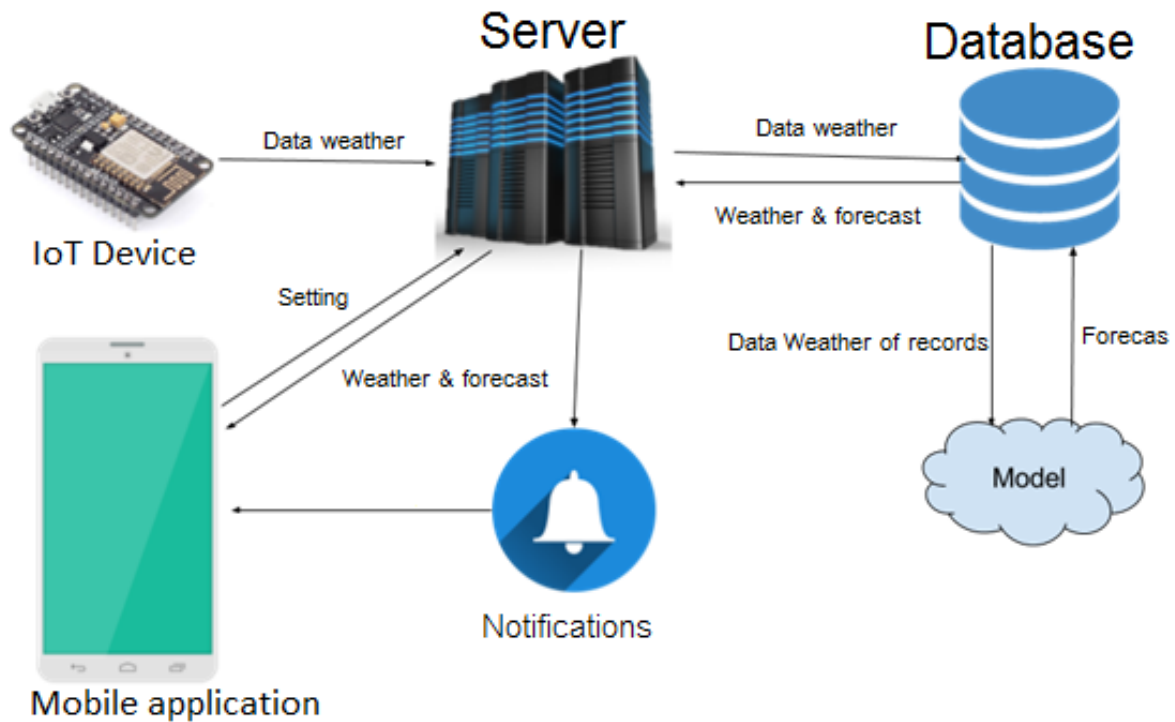 Server
Database
Data weather
Data weather
Weather & forecast
IoT Device
Setting
Weather & forecast
Data Weather of records
Forecas
Model
Notifications
Mobile application